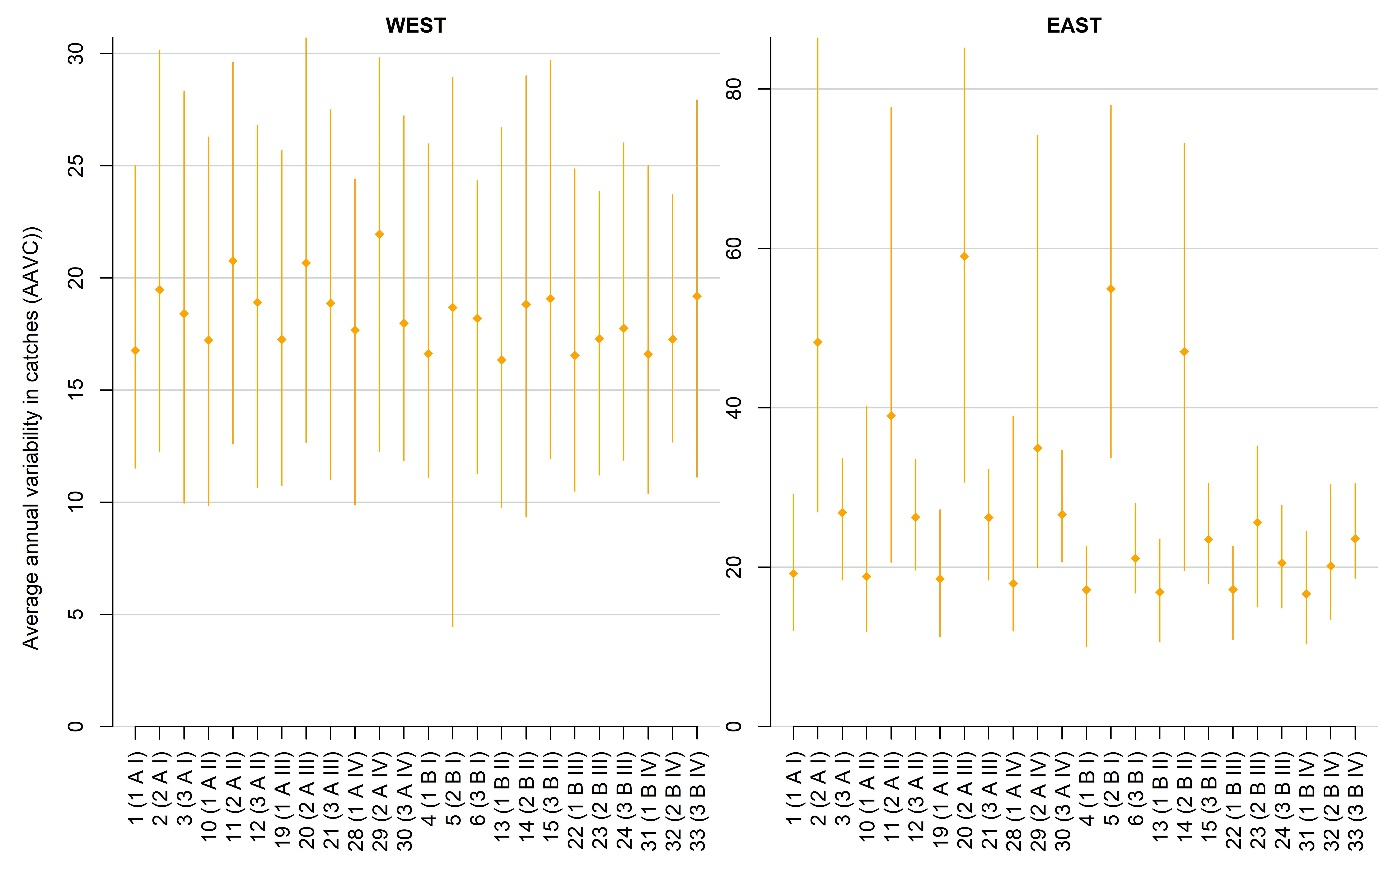 WEST
EAST
Average annual variability in catches (AAVC))
30
25
20
15
10
5
0
1 (1 A I)
2 (2 A I)
3 (3 A I)
10 (1 A II)
11 (2 A II)
12 (3 A II)
19 (1 A III)
20 (2 A III)
21 (3 A III)
28 (1 A IV)
29 (2 A IV)
30 (3 A IV)
4 (1 B I)
5 (2 B I)
6 (3 B I)
13 (1 B II)
14 (2 B II)
15 (3 B II)
22 (1 B III)
23 (2 B III)
24 (3 B III)
31 (1 B IV)
32 (2 B IV)
33 (3 B IV)
80
60
40
20
0
1 (1 A I)
2 (2 A I)
3 (3 A I)
10 (1 A II)
11 (2 A II)
12 (3 A II)
19 (1 A III)
20 (2 A III)
21 (3 A III)
28 (1 A IV)
29 (2 A IV)
30 (3 A IV)
4 (1 B I)
5 (2 B I)
6 (3 B I)
13 (1 B II)
14 (2 B II)
15 (3 B II)
22 (1 B III)
23 (2 B III)
24 (3 B III)
31 (1 B IV)
32 (2 B IV)
33 (3 B IV)